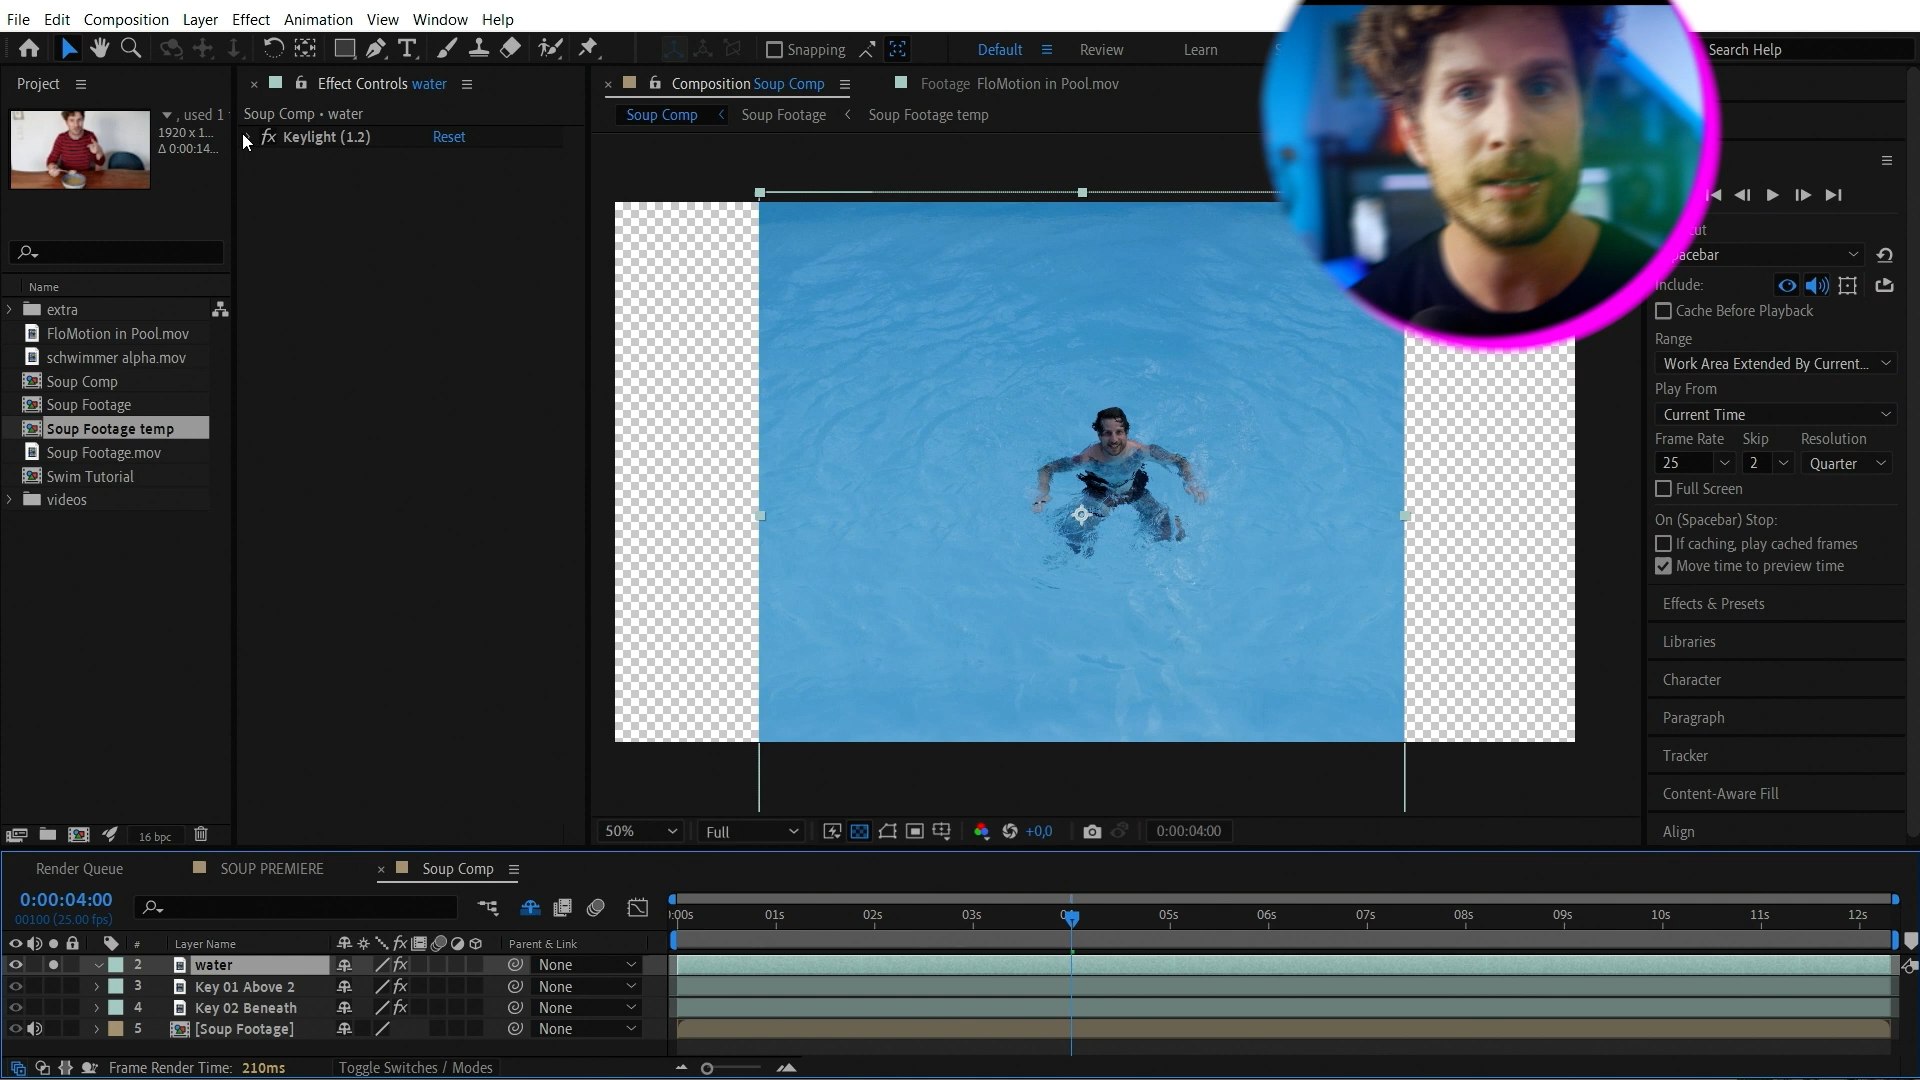 File Edit Composition Layer Effect Animation View Window Help
Snapping Default Review Learn Search Help
Project
Effect Controls water
Composition Soup Comp
Footage FloMotion in Pool.mov
, used 1
1920 x 1...
Δ 0:00:14...
Soup Comp • water
fx Keylight (1.2) Reset
Soup Comp Soup Footage Soup Footage temp
Name
extra
FloMotion in Pool.mov
schwimmer alpha.mov
Soup Comp
Soup Footage
Soup Footage temp
Soup Footage.mov
Swim Tutorial
videos
16 bpc
50% Full +0,0 0:00:04:00
Include:
Cache Before Playback
Range
Work Area Extended By Current...
Play From
Current Time
Frame Rate Skip Resolution
25 2 Quarter
Full Screen
On (Spacebar) Stop:
If caching, play cached frames
Move time to preview time
Effects & Presets
Libraries
Character
Paragraph
Tracker
Content-Aware Fill
Align
Render Queue SOUP PREMIERE Soup Comp
0:00:04:00
00100 (25.00 fps)
:00s 01s 02s 03s 05s 06s 07s 08s 09s 10s 11s 12s
# Layer Name fx Parent & Link
2 water fx None
3 Key 01 Above 2 fx None
4 Key 02 Beneath fx None
5 [Soup Footage] None
Frame Render Time: 210ms Toggle Switches / Modes